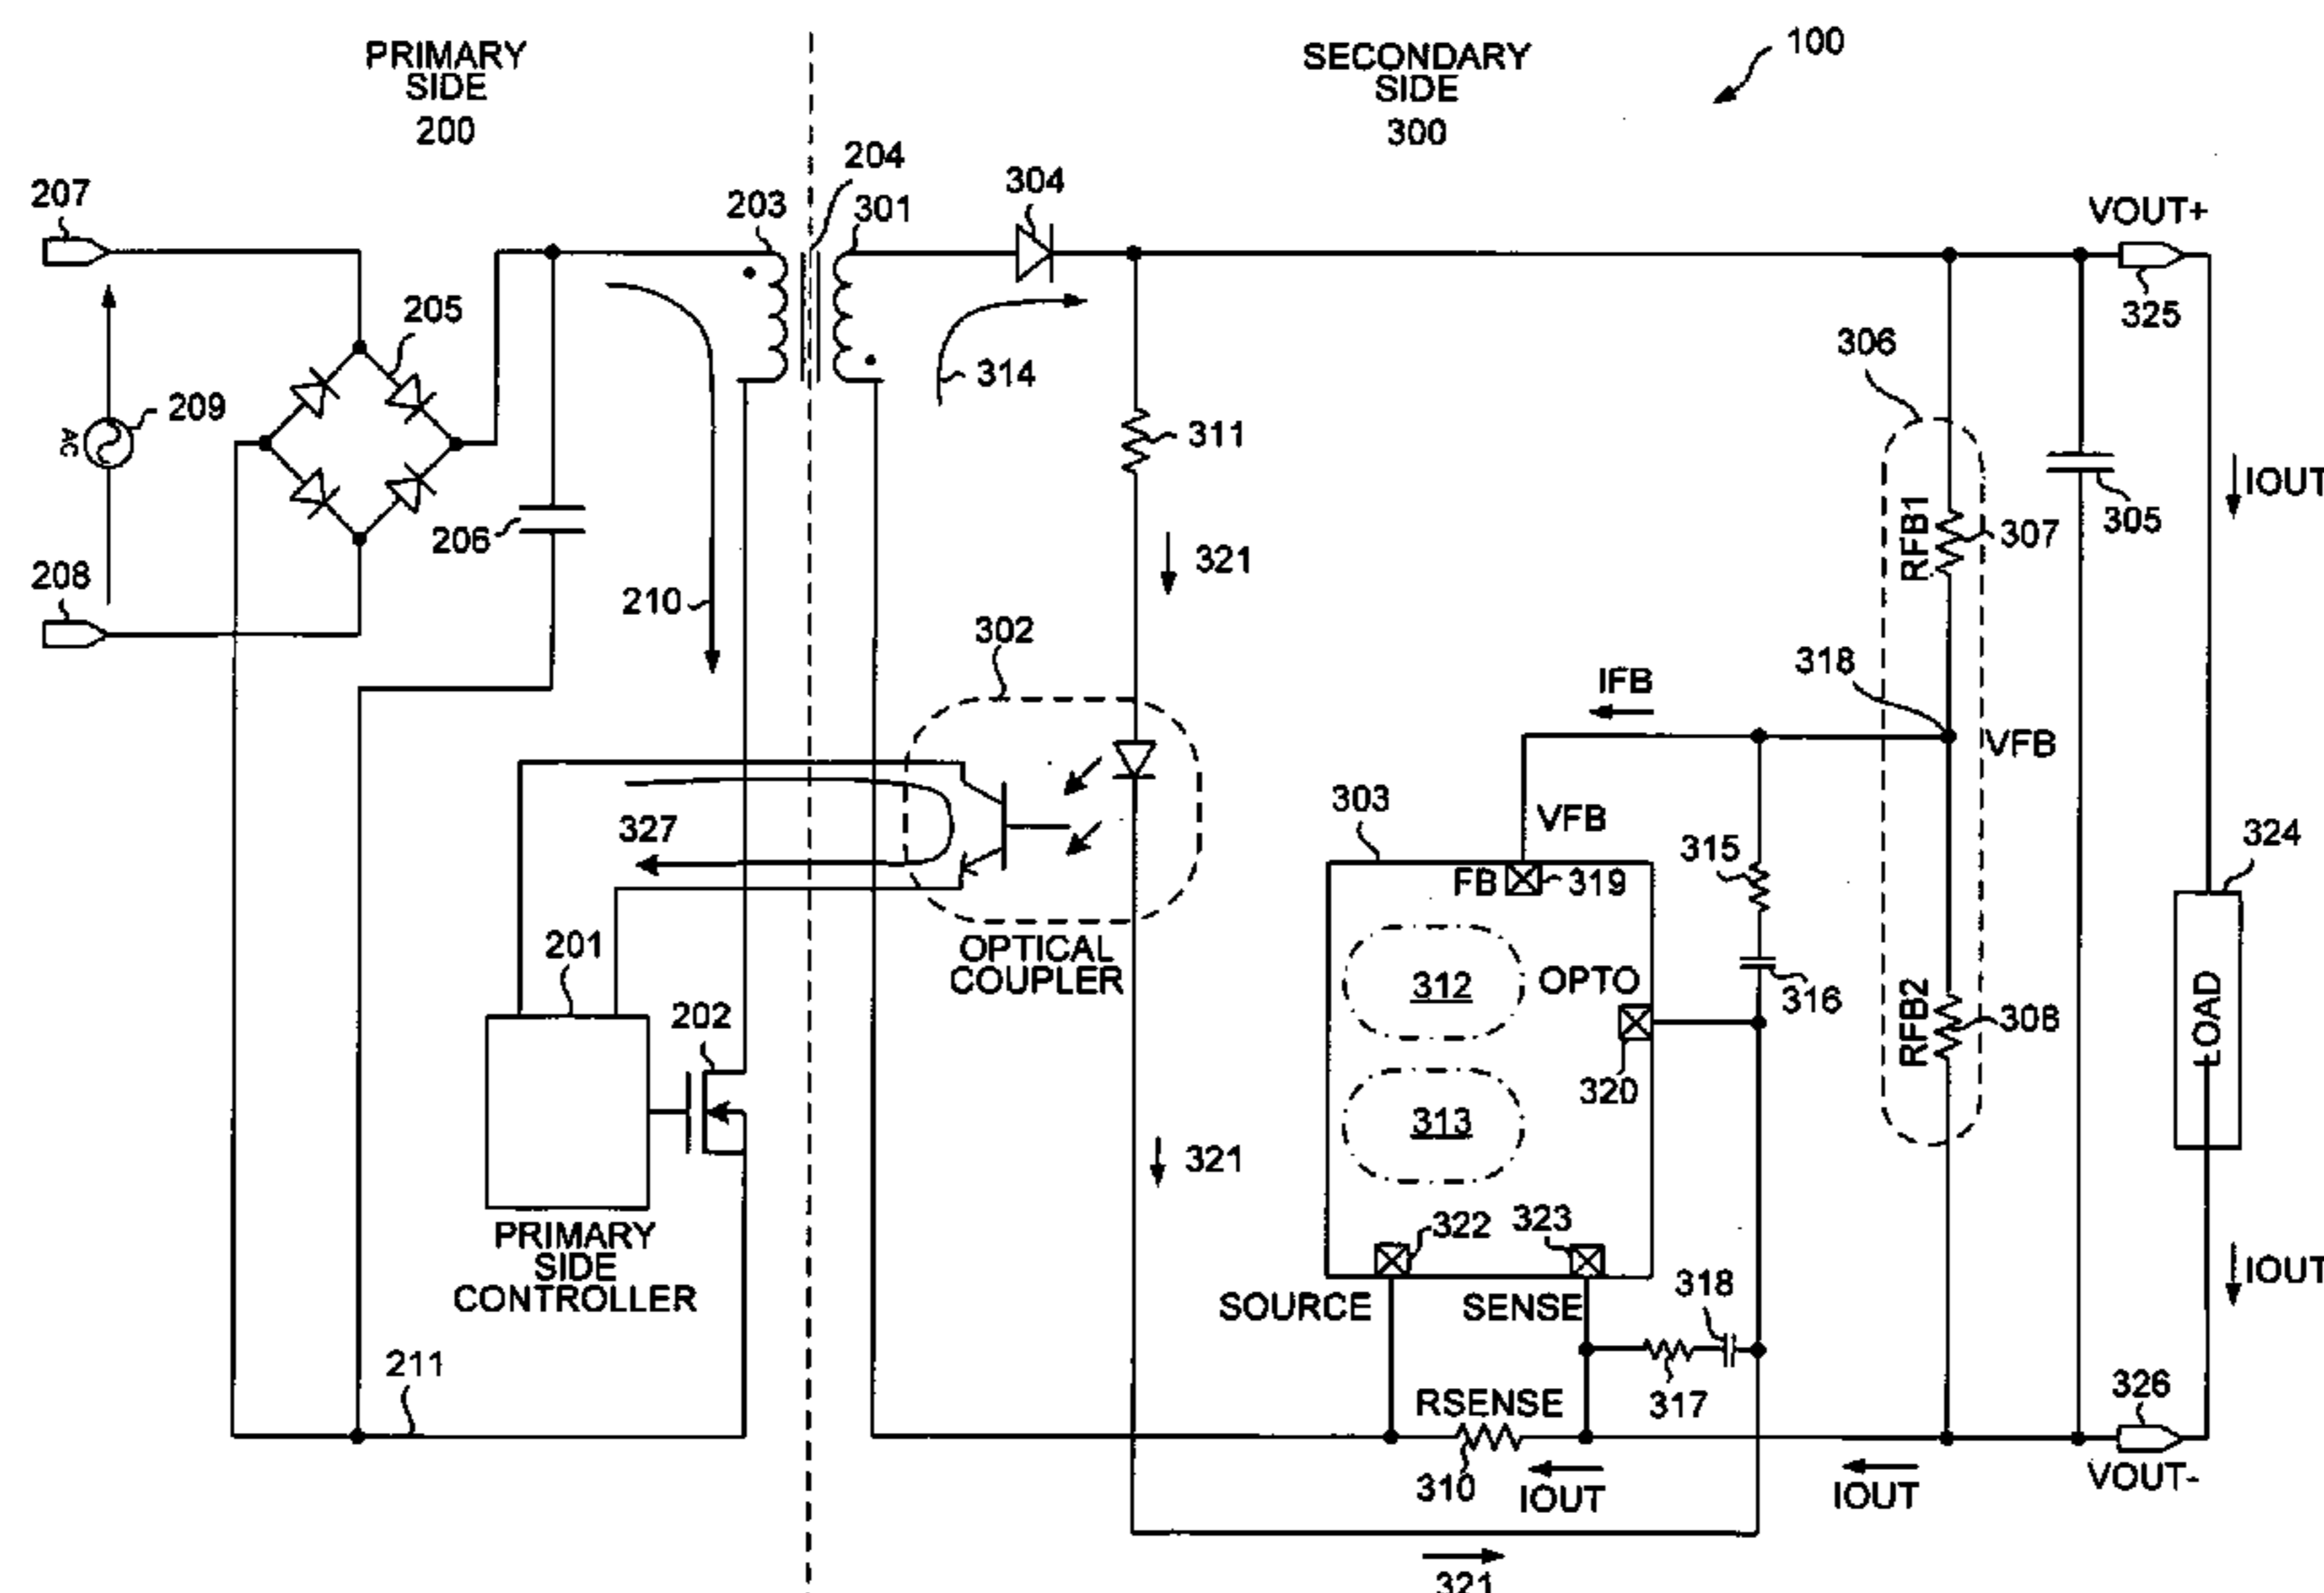 PRIMARY
SIDE
200
SECONDARY
SIDE
300
100
207
204
203
301
304
VOUT+
325
205
209
AC
206
208
210
314
311
321
306
RFB1
307
305
IOUT
302
318
IFB
VFB
327
303
VFB
FB
319
315
324
OPTICAL
COUPLER
201
202
312
OPTO
316
320
313
RFB2
308
LOAD
321
PRIMARY
SIDE
CONTROLLER
322
323
SOURCE
SENSE
318
317
IOUT
211
RSENSE
310
IOUT
IOUT
326
VOUT-
321